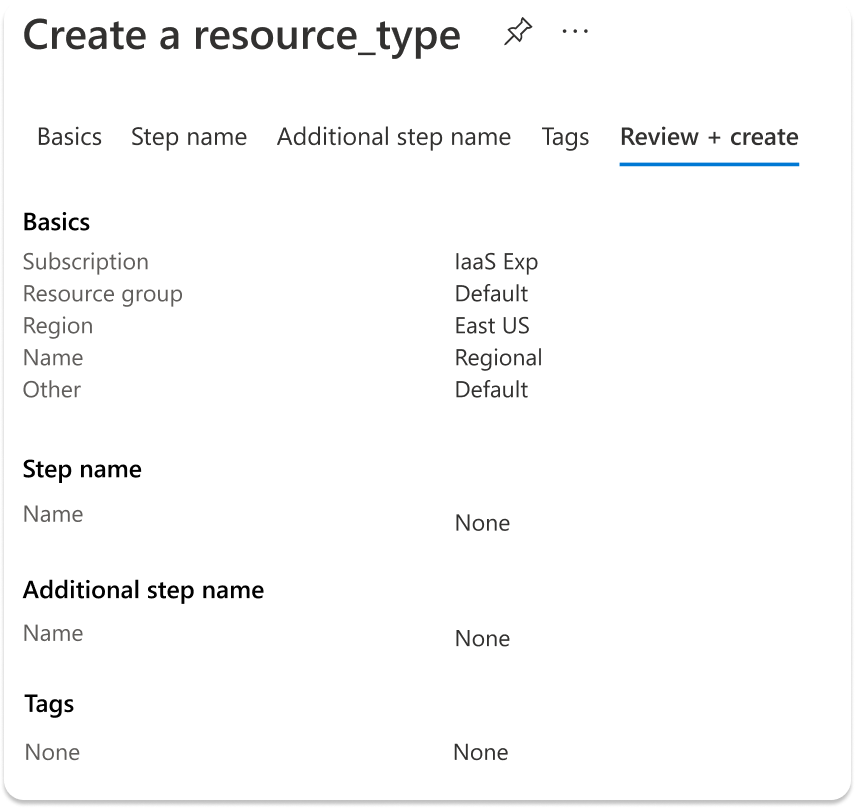 Create a resource_type ...
Basics Step name Additional step name Tags Review + create
Basics
Subscription IaaS Exp
Resource group Default
Region East US
Name Regional
Other Default
Step name
Name None
Additional step name
Name None
Tags
None None